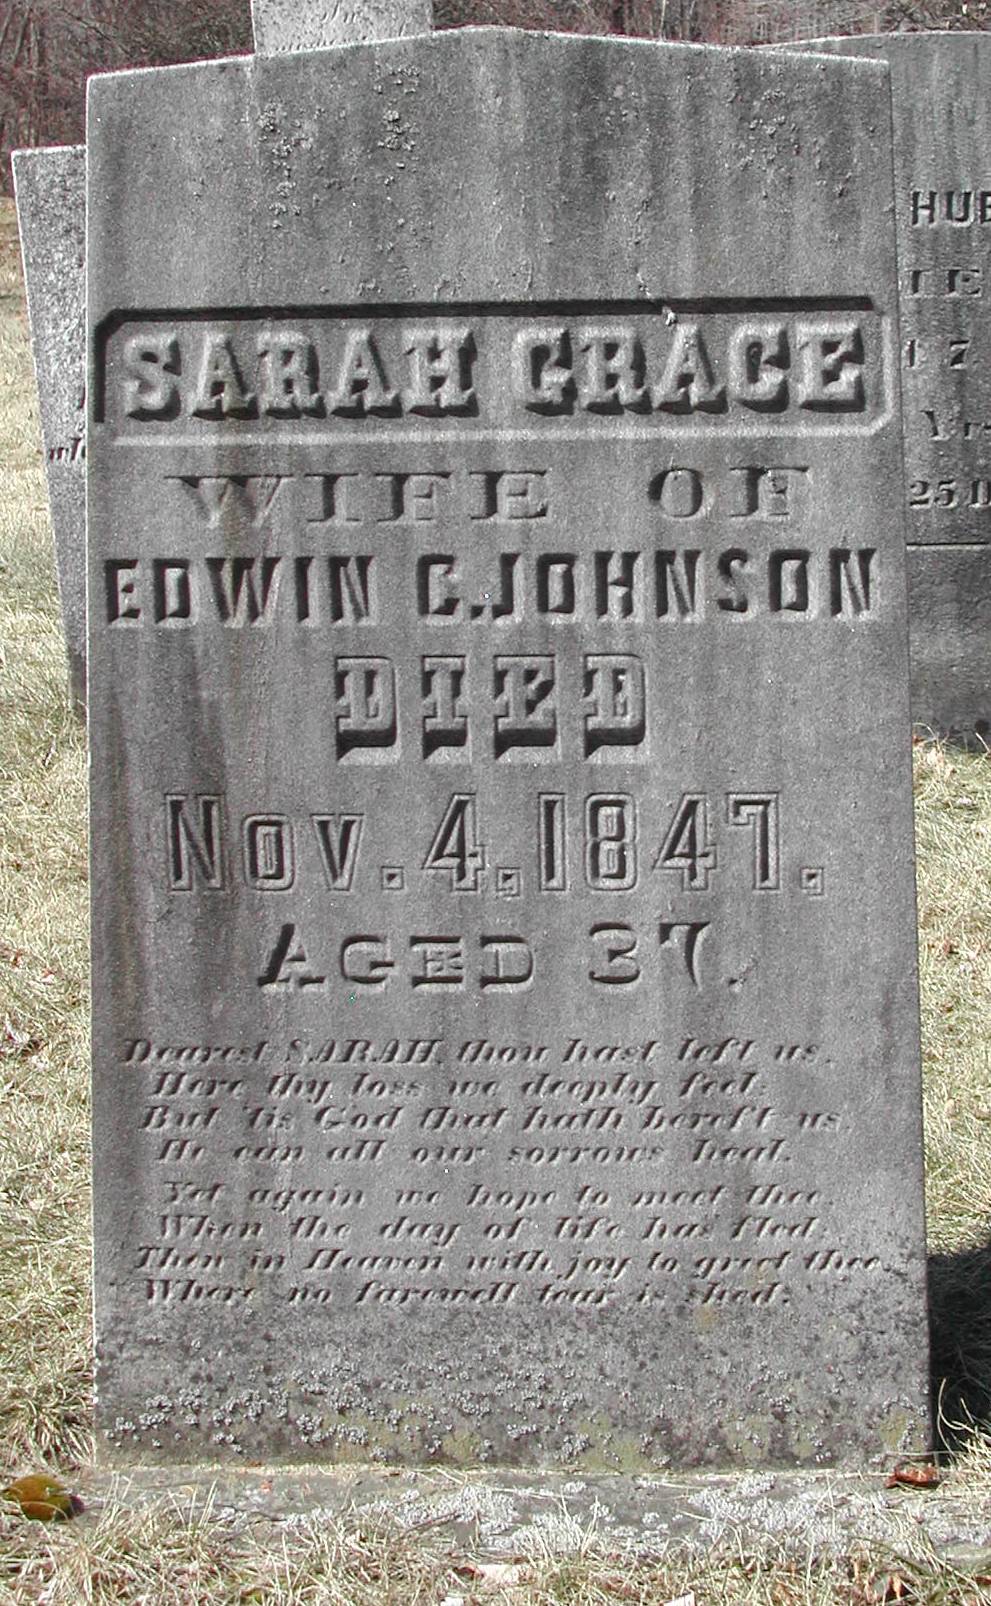 SARAH GRACE
WIFE OF
EDWIN C. JOHNSON
DIED
Nov. 4, 1847.
AGED 37.
Dearest SARAH, thou hast left us,
Here thy loss we deeply feel.
But 'tis God that hath bereft us,
He can all our sorrows heal.
Yet again we hope to meet thee.
When the day of life has fled.
Then in Heaven with joy to greet thee
Where no farewell tear is shed.
HUB
IE
17
Yrs
25 D